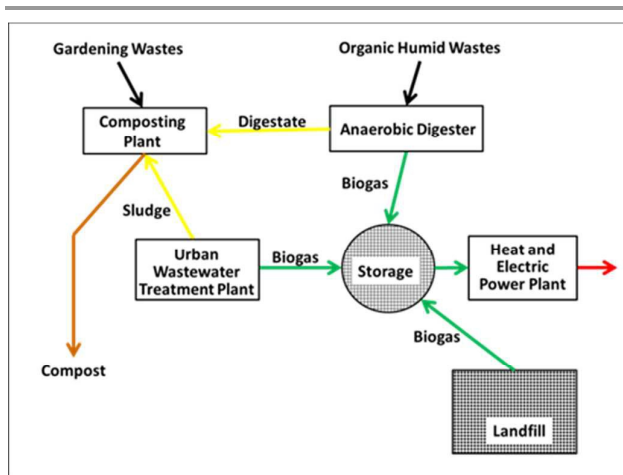 Gardening Wastes
Organic Humid Wastes
Composting
Plant
Digestate
Anaerobic Digester
Biogas
Sludge
Urban
Wastewater
Treatment Plant
Biogas
Storage
Heat and
Electric
Power Plant
Biogas
Compost
Landfill